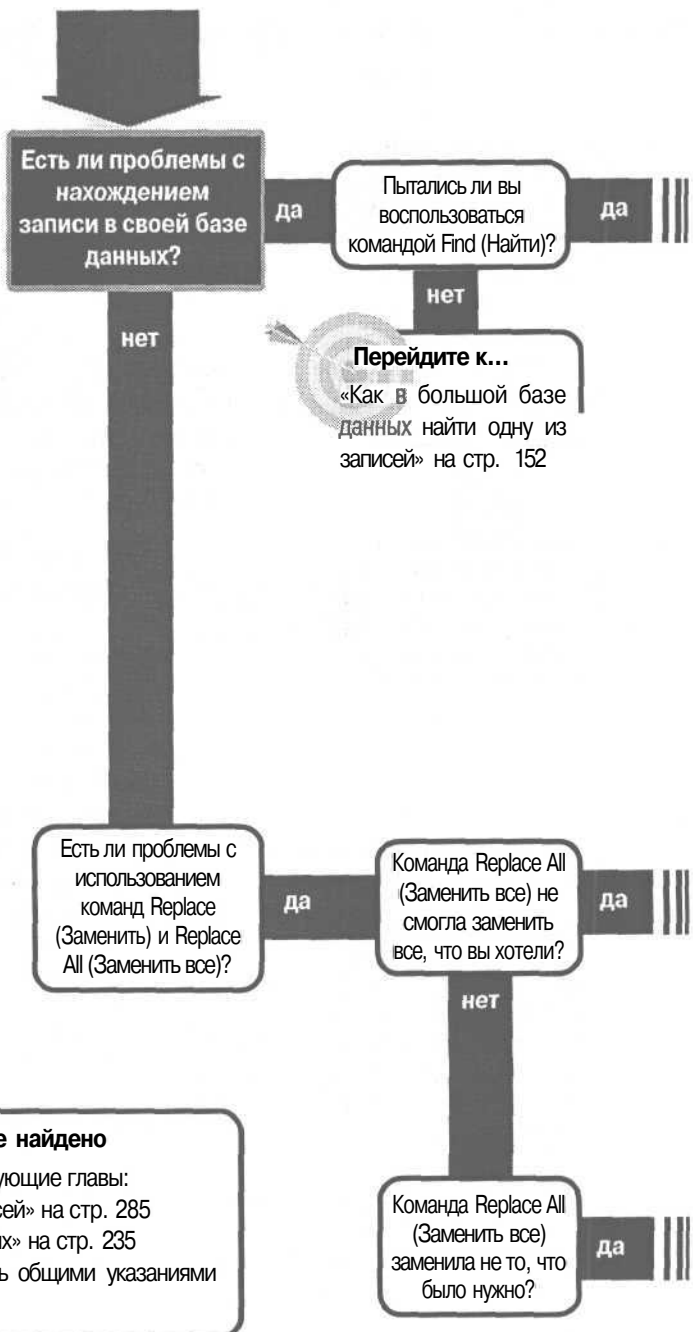 Есть ли проблемы с
нахождением
записи в своей базе
данных?
да
Пытались ли вы
воспользоваться
командой Find (Найти)?
да
нет
нет
Перейдите к...
«Как в большой базе
данных найти одну из
записей» на стр. 152
Есть ли проблемы с
использованием
команд Replace
(Заменить) и Replace
All (Заменить все)?
да
Команда Replace All
(Заменить все) не
смогла заменить
все, что вы хотели?
да
нет
найдено
главы:
на стр. 285
на стр. 235
общими указаниями
Команда Replace All
(Заменить все)
заменила не то, что
было нужно?
да